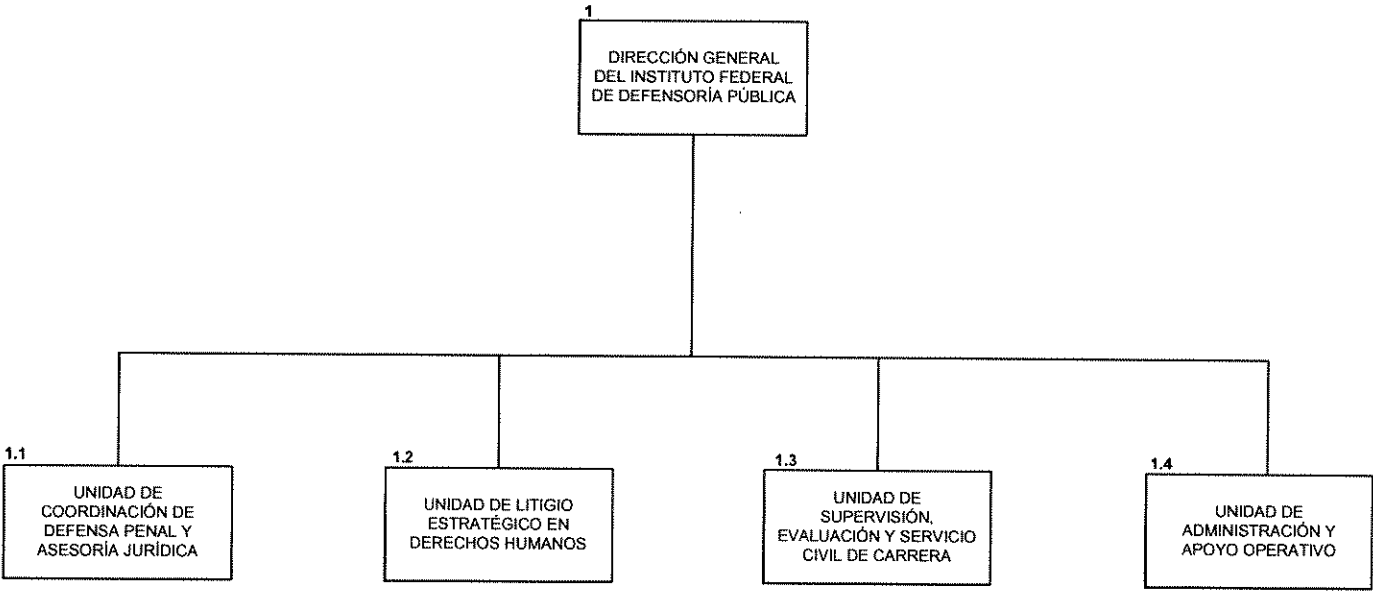 1
DIRECCIÓN GENERAL
DEL INSTITUTO FEDERAL
DE DEFENSORÍA PÚBLICA
1.1
UNIDAD DE
COORDINACIÓN DE
DEFENSA PENAL Y
ASESORÍA JURÍDICA
1.2
UNIDAD DE LITIGIO
ESTRATÉGICO EN
DERECHOS HUMANOS
1.3
UNIDAD DE
SUPERVISIÓN,
EVALUACIÓN Y SERVICIO
CIVIL DE CARRERA
1.4
UNIDAD DE
ADMINISTRACIÓN Y
APOYO OPERATIVO